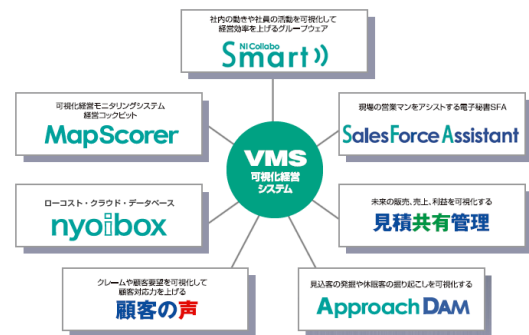 社内の動きや社員の活動を可視化して
経営効率を上げるグループウェア
NI Collabo
Smart
可視化経営モニタリングシステム
経営コックピット
MapScorer
現場の営業マンをアシストする電子秘書SFA
SalesForce Assistant
VMS
可視化経営
システム
ローコスト・クラウド・データベース
nyoibox
未来の販売、売上、利益を可視化する
見積共有管理
クレームや顧客要望を可視化して
顧客対応力を上げる
顧客の声
見込客の発掘や休眠客の掘り起こしを可視化する
Approach DAM